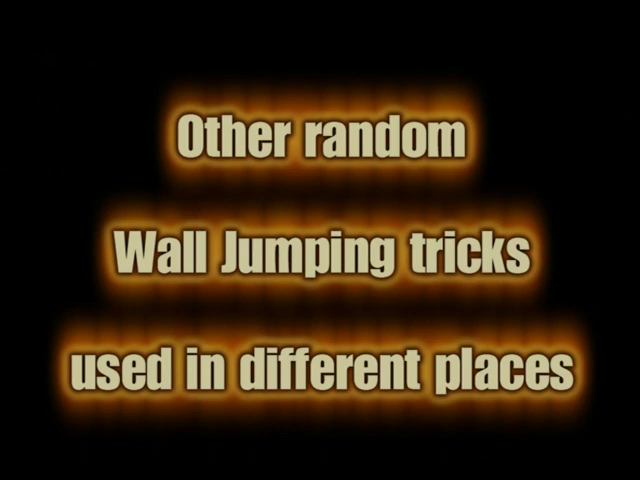 Other random
Wall Jumping tricks
used in different places